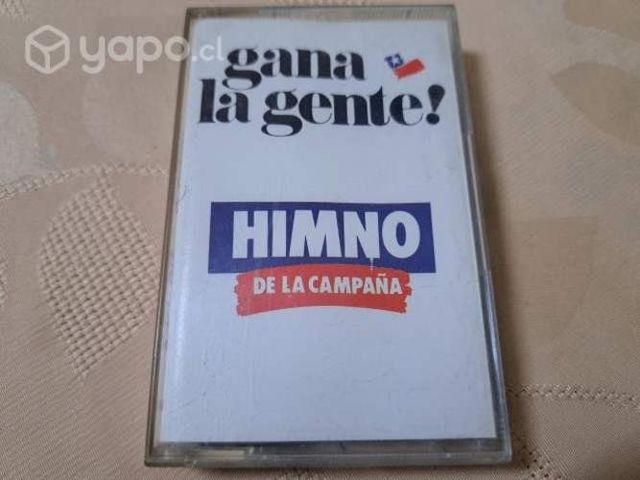 yapo.cl
gana
la gente!
HIMNO
DE LA CAMPAÑA